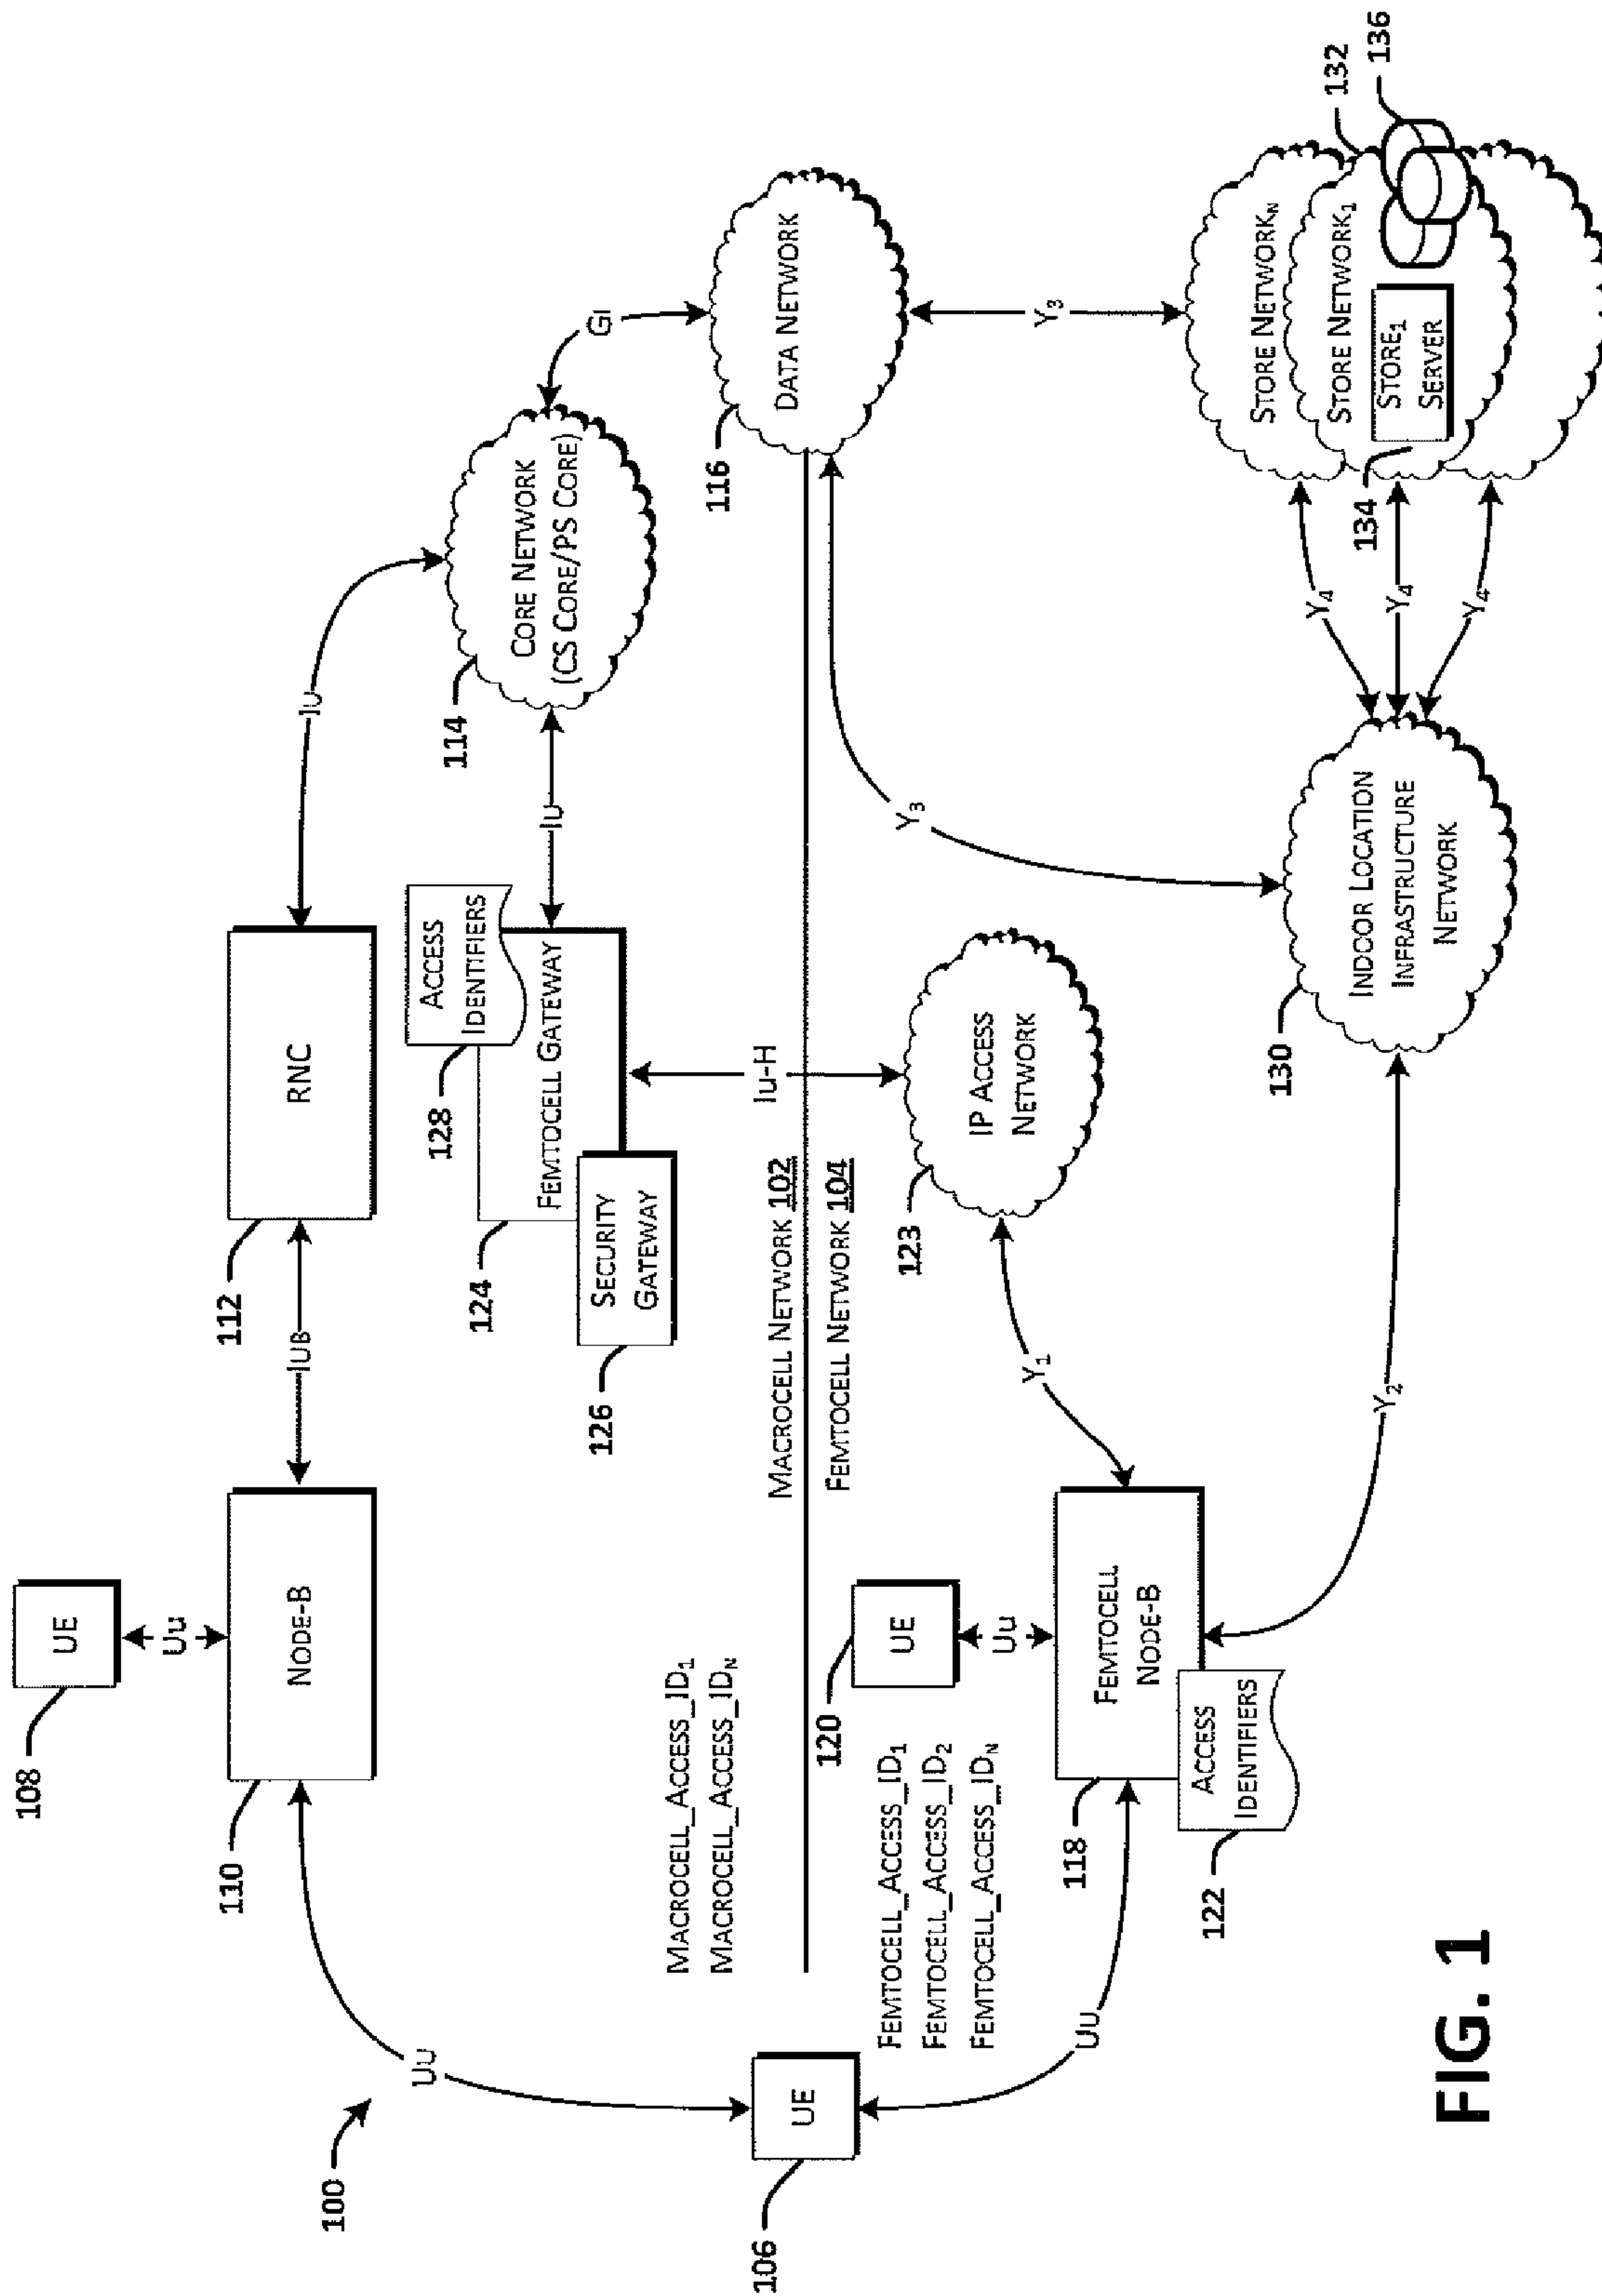 100
108
UE
Uu
110
NODE-B
IUB
112
RNC
IU
Uu
128
ACCESS
IDENTIFIERS
124
FEMTOCELL GATEWAY
126
SECURITY
GATEWAY
IU
114
CORE NETWORK
(CS CORE/PS CORE)
GI
116
DATA NETWORK
IU-H
MACROCELL_ACCESS_ID1
MACROCELL_ACCESS_IDN
MACROCELL NETWORK 102
106
UE
FEMTOCELL NETWORK 104
FEMTOCELL_ACCESS_ID1
FEMTOCELL_ACCESS_ID2
FEMTOCELL_ACCESS_IDN
120
UE
Uu
Uu
118
FEMTOCELL
NODE-B
122
ACCESS
IDENTIFIERS
Y1
123
IP ACCESS
NETWORK
Y2
130
INDOOR LOCATION
INFRASTRUCTURE
NETWORK
Y3
Y3
Y4
Y4
Y4
STORE NETWORKN
STORE NETWORK1
134
STORE1
SERVER
132
136
FIG. 1